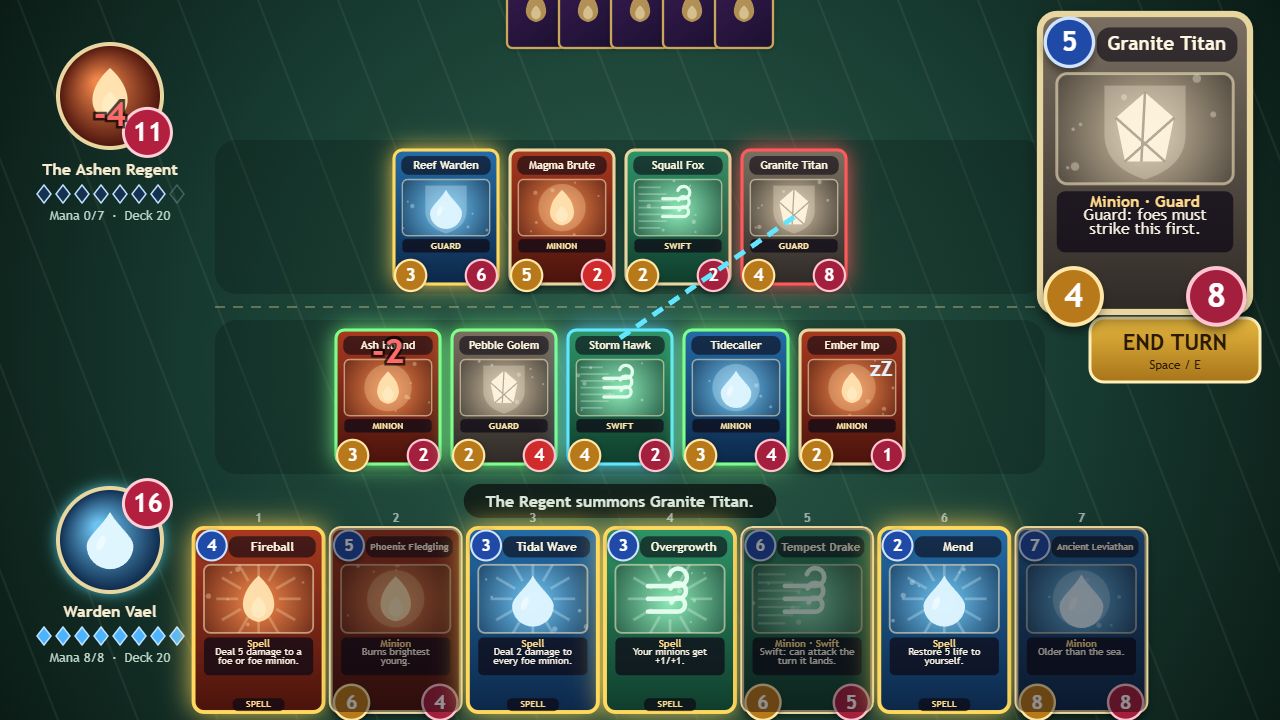 5 Granite Titan
Minion · Guard
Guard: foes must
strike this first.
4 8
-4
11
The Ashen Regent
Mana 0/7 · Deck 20
Reef Warden
GUARD
3 6
Magma Brute
MINION
5 2
Squall Fox
SWIFT
2 2
Granite Titan
GUARD
4 8
END TURN
Space / E
-2
MINION
3 2
Pebble Golem
GUARD
2 4
Storm Hawk
SWIFT
4 2
Tidecaller
MINION
3 4
Ember Imp
zZ
MINION
2 1
The Regent summons Granite Titan.
16
Warden Vael
Mana 8/8 · Deck 20
1
4 Fireball
Spell
Deal 5 damage to a
foe or foe minion.
SPELL
2
5 Phoenix Fledgling
Minion
Burns brightest
young.
6 4
3
3 Tidal Wave
Spell
Deal 2 damage to
every foe minion.
SPELL
4
3 Overgrowth
Spell
Your minions get
+1/+1.
SPELL
5
6 Tempest Drake
Minion · Swift
Swift: can attack the
turn it lands.
6 5
6
2 Mend
Spell
Restore 5 life to
yourself.
SPELL
7
7 Ancient Leviathan
Minion
Older than the sea.
8 8